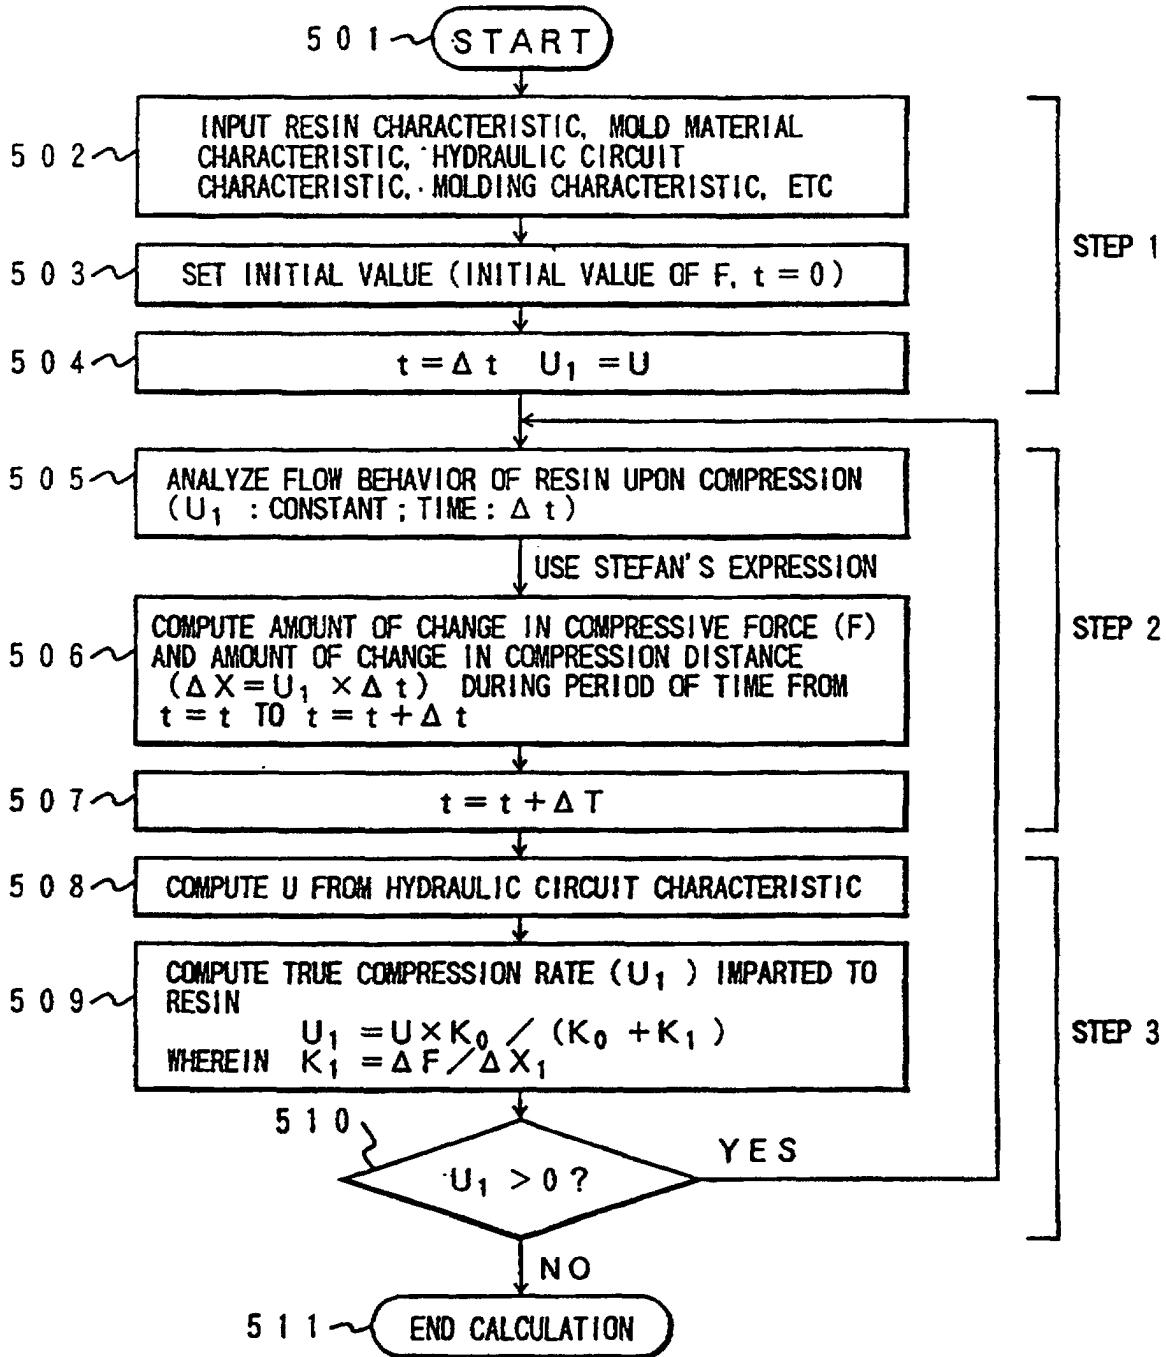 501 START
502 INPUT RESIN CHARACTERISTIC, MOLD MATERIAL
CHARACTERISTIC, HYDRAULIC CIRCUIT
CHARACTERISTIC, MOLDING CHARACTERISTIC, ETC
503 SET INITIAL VALUE (INITIAL VALUE OF F, t = 0)
STEP 1
504 t = Δt U₁ = U
505 ANALYZE FLOW BEHAVIOR OF RESIN UPON COMPRESSION
(U₁ : CONSTANT ; TIME : Δt)
USE STEFAN'S EXPRESSION
506 COMPUTE AMOUNT OF CHANGE IN COMPRESSIVE FORCE (F)
AND AMOUNT OF CHANGE IN COMPRESSION DISTANCE
(ΔX = U₁ × Δt) DURING PERIOD OF TIME FROM
t = t TO t = t + Δt
STEP 2
507 t = t + ΔT
508 COMPUTE U FROM HYDRAULIC CIRCUIT CHARACTERISTIC
509 COMPUTE TRUE COMPRESSION RATE (U₁) IMPARTED TO
RESIN
U₁ = U × K₀ / (K₀ + K₁)
WHEREIN K₁ = ΔF / ΔX₁
STEP 3
510
U₁ > 0 ?
YES
NO
511 END CALCULATION